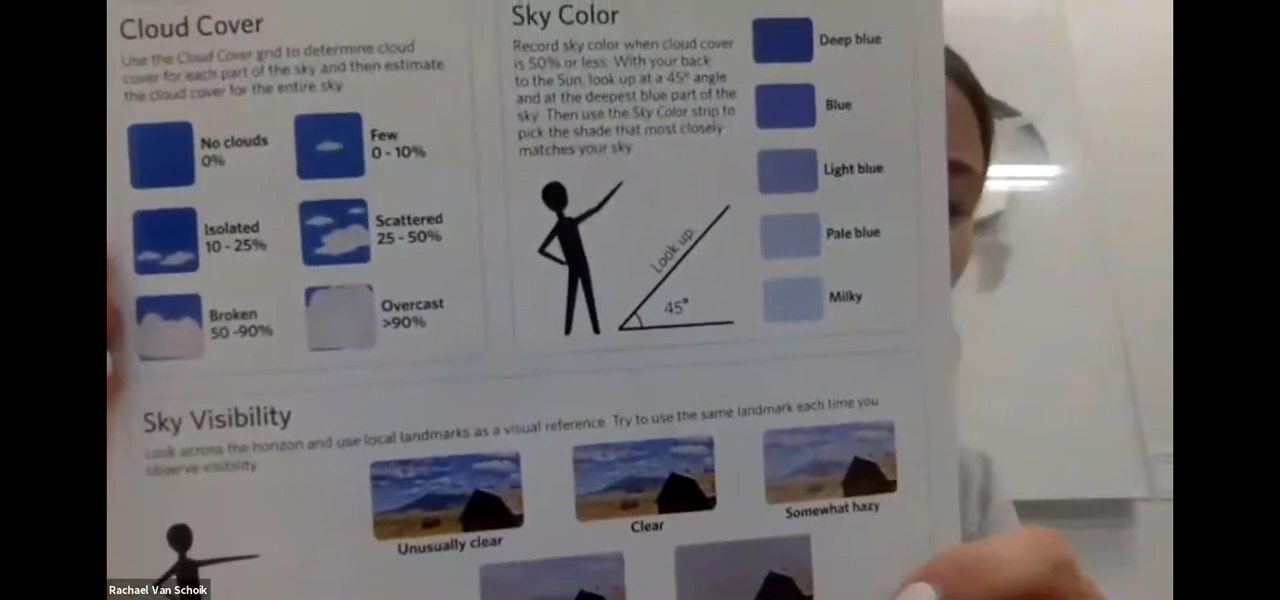 Cloud Cover
Use the Cloud Cover grid to determine cloud
cover for each part of the sky and then estimate
the cloud cover for the entire sky
No clouds
0%
Few
0 - 10%
Isolated
10 - 25%
Scattered
25 - 50%
Broken
50 -90%
Overcast
>90%
Sky Color
Record sky color when cloud cover
is 50% or less. With your back
to the Sun, look up at a 45° angle
and at the deepest blue part of the
sky. Then use the Sky Color strip to
pick the shade that most closely
matches your sky
Look up
45°
Deep blue
Blue
Light blue
Pale blue
Milky
Sky Visibility
Look across the horizon and use local landmarks as a visual reference. Try to use the same landmark each time you
observe visibility
Unusually clear
Clear
Somewhat hazy
Rachael Van Schoik